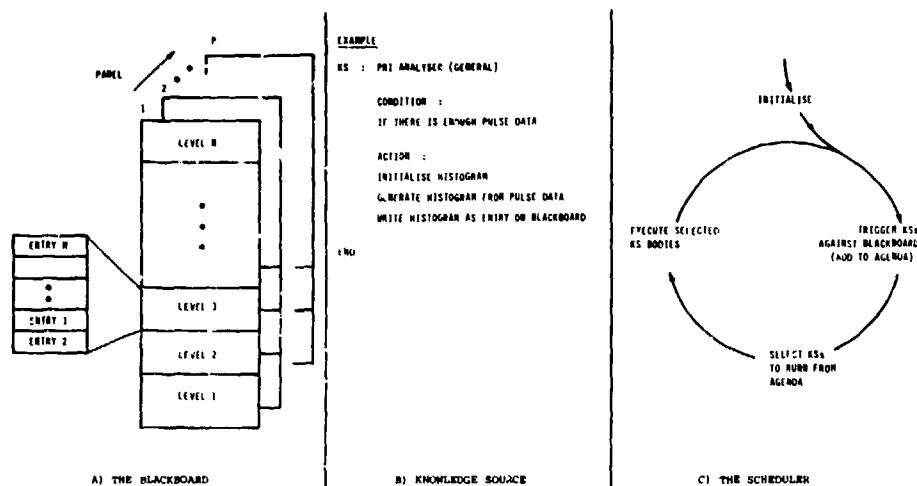 P
PANEL
2
1
LEVEL N
LEVEL 3
LEVEL 2
LEVEL 1
ENTRY N
ENTRY 1
ENTRY 2
A) THE BLACKBOARD
EXAMPLE
KS : PRI ANALYSER (GENERAL)
CONDITION :
IF THERE IS ENOUGH PULSE DATA
ACTION :
INITIALISE HISTOGRAM
GENERATE HISTOGRAM FROM PULSE DATA
WRITE HISTOGRAM AS ENTRY ON BLACKBOARD
END
B) KNOWLEDGE SOURCE
INITIALISE
TRIGGER KSs
AGAINST BLACKBOARD
(ADD TO AGENDA)
SELECT KSs
TO RUN FROM
AGENDA
EXECUTE SELECTED
KS BODIES
C) THE SCHEDULER